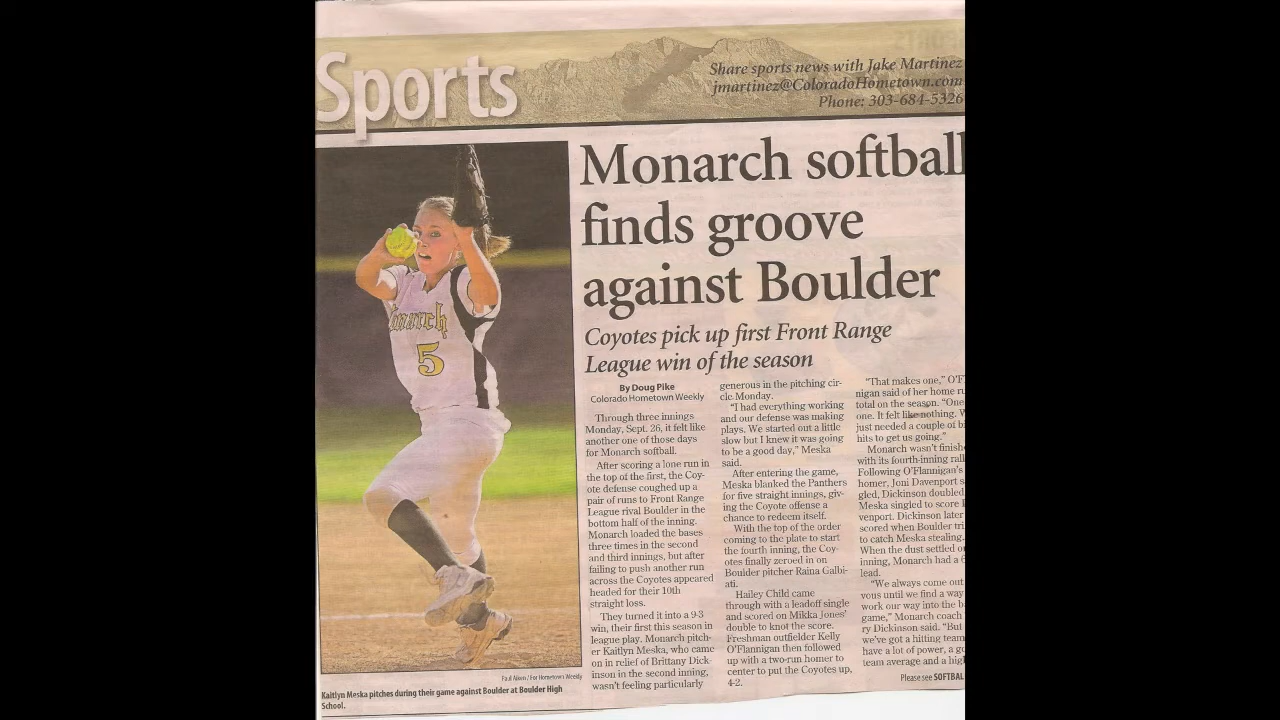 Sports
Share sports news with Jake Martinez
jmartinez@ColoradoHometown.com
Phone: 303-684-5326
Monarch softball
finds groove
against Boulder
Coyotes pick up first Front Range
League win of the season
5
Kaitlyn Meska pitches during their game against Boulder at Boulder High
School.
By Doug Pike
Colorado Hometown Weekly
Through three innings
Monday, Sept. 26, it felt like
another one of those days
for Monarch softball.
After scoring a lone run in
the top of the first, the Coy-
ote defense coughed up a
pair of runs to Front Range
League rival Boulder in the
bottom half of the inning.
Monarch loaded the bases
three times in the second
and third innings, but after
failing to push another run
across the Coyotes appeared
headed for their 10th
straight loss.
They turned it into a 9-3
win, their first this season in
league play. Monarch pitch-
er Kaitlyn Meska, who came
on in relief of Brittany Dick-
inson in the second inning,
wasn't feeling particularly
generous in the pitching cir-
cle Monday.
"I had everything working
and our defense was making
plays. We started out a little
slow but I knew it was going
to be a good day," Meska
said.
After entering the game,
Meska blanked the Panthers
for five straight innings, giv-
ing the Coyote offense a
chance to redeem itself.
With the top of the order
coming to the plate to start
the fourth inning, the Coy-
otes finally zeroed in on
Boulder pitcher Raina Galbi-
ati.
Hailey Child came
through with a leadoff single
and scored on Mikka Jones'
double to knot the score.
Freshman outfielder Kelly
O'Flannigan then followed
up with a two-run homer to
center to put the Coyotes up,
4-2.
"That makes one," O'F
nigan said of her home ru
total on the season. "One
one. It felt like nothing. W
just needed a couple of b
hits to get us going."
Monarch wasn't finish
with its fourth-inning rall
Following O'Flannigan's
homer, Joni Davenport s
gled, Dickinson doubled
Meska singled to score
venport. Dickinson later
scored when Boulder tri
to catch Meska stealing.
When the dust settled o
inning, Monarch had a 6
lead.
"We always come out
vous until we find a way
work our way into the b
game," Monarch coach
ry Dickinson said. "But
we've got a hitting team
have a lot of power, a go
team average and a hig
Please see SOFTBAL